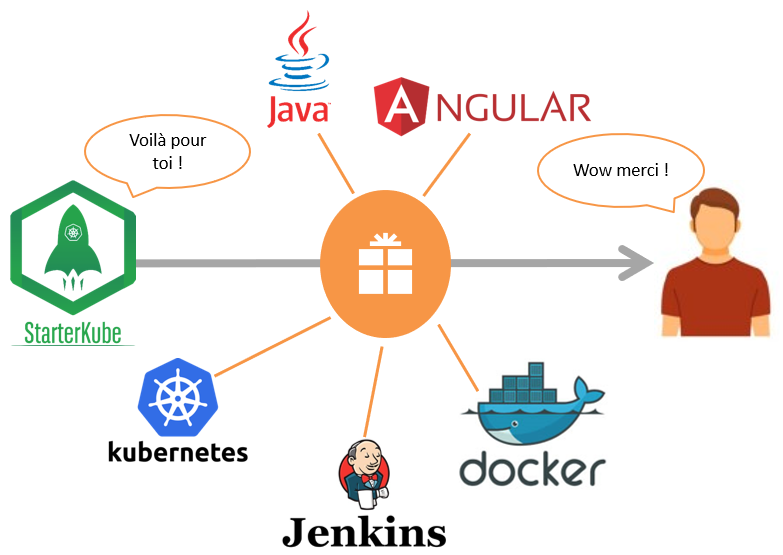 Java
ANGULAR
Voilà pour
toi !
Wow merci !
StarterKube
kubernetes
docker
Jenkins